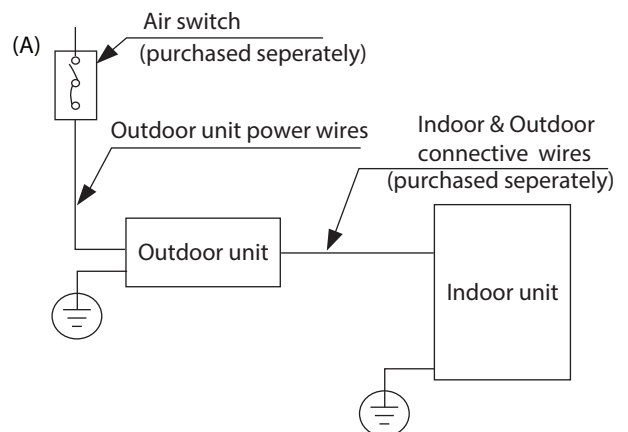 (A)
Air switch
(purchased seperately)
Outdoor unit power wires
Indoor & Outdoor
connective wires
(purchased seperately)
Outdoor unit
Indoor unit